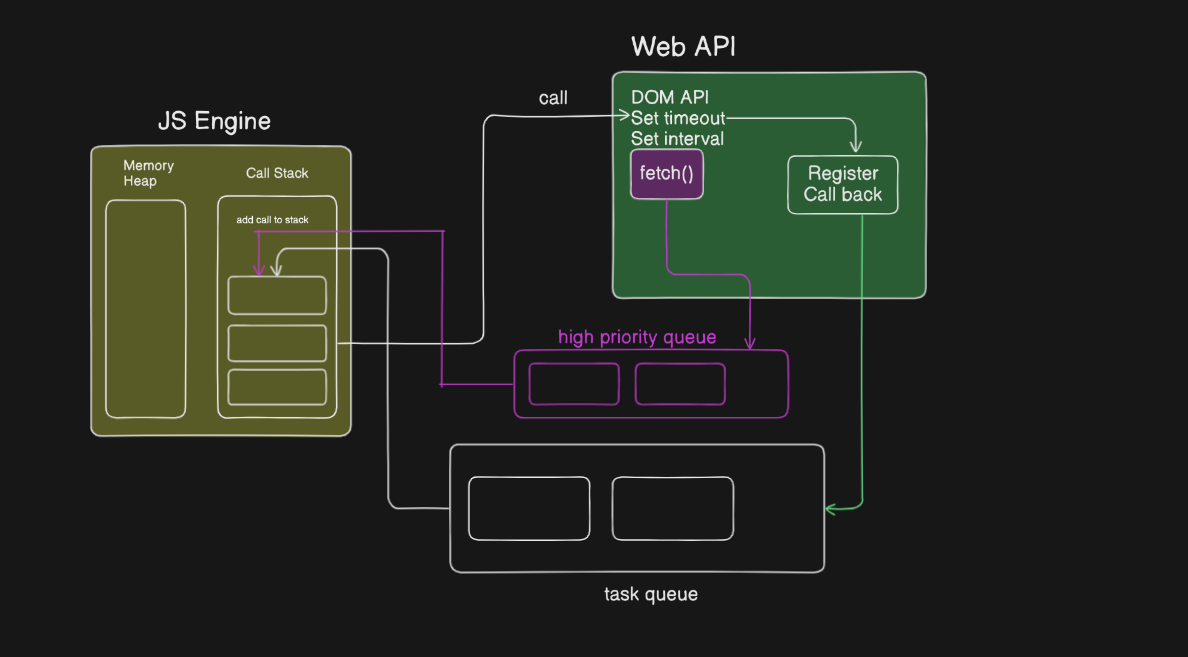 Web API
JS Engine
call
DOM API
Set timeout
Set interval
fetch()
Register
Call back
Memory
Heap
Call Stack
add call to stack
high priority queue
task queue